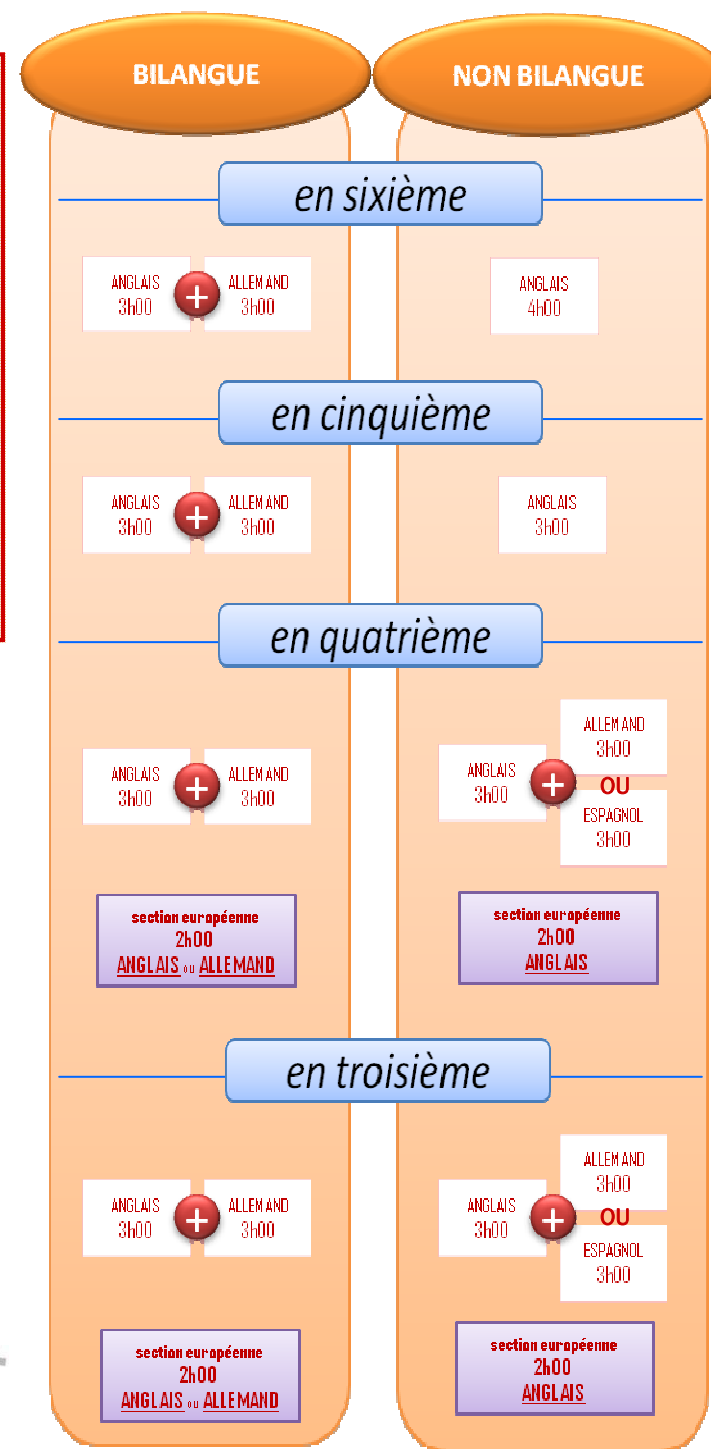 BILANGUE
NON BILANGUE
en sixième
ANGLAIS
3h00
+
ALLEMAND
3h00
ANGLAIS
4h00
en cinquième
ANGLAIS
3h00
+
ALLEMAND
3h00
ANGLAIS
3h00
en quatrième
ANGLAIS
3h00
+
ALLEMAND
3h00
ANGLAIS
3h00
+
ALLEMAND
3h00
OU
ESPAGNOL
3h00
section européenne
2h00
ANGLAIS ou ALLEMAND
section européenne
2h00
ANGLAIS
en troisième
ANGLAIS
3h00
+
ALLEMAND
3h00
ANGLAIS
3h00
+
ALLEMAND
3h00
OU
ESPAGNOL
3h00
section européenne
2h00
ANGLAIS ou ALLEMAND
section européenne
2h00
ANGLAIS